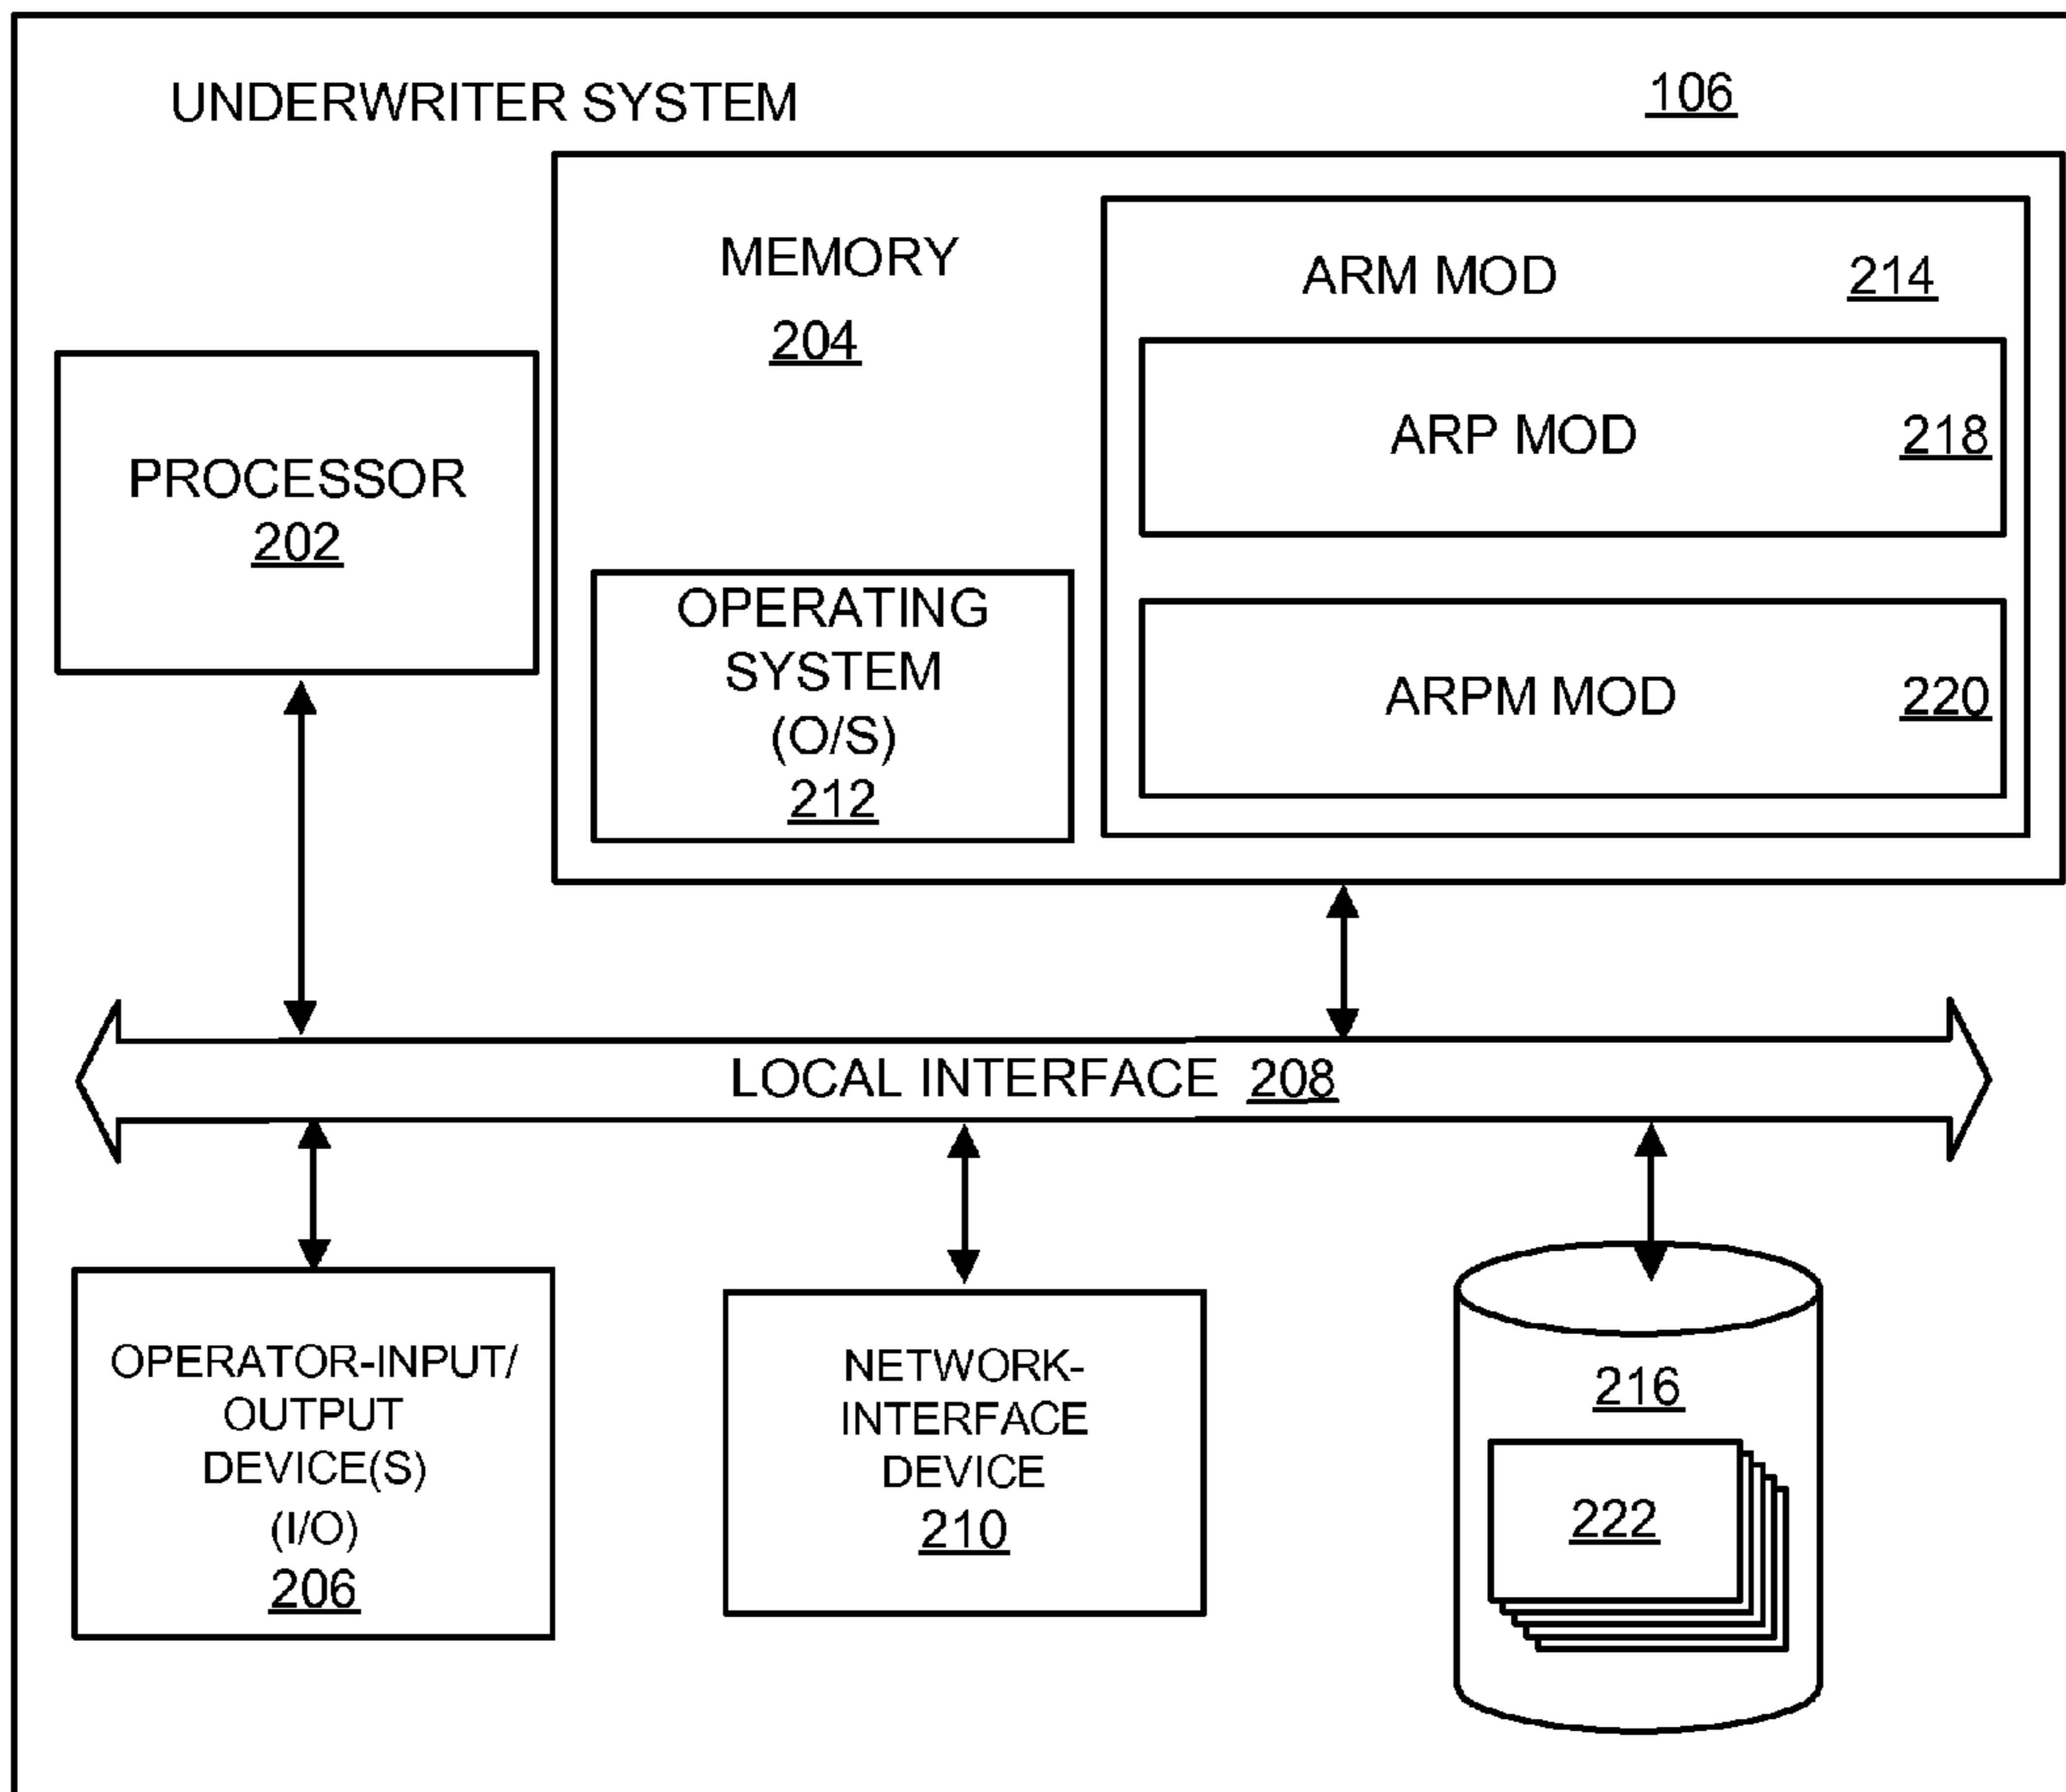 UNDERWRITER SYSTEM 106
MEMORY
204
ARM MOD 214
ARP MOD 218
ARPM MOD 220
PROCESSOR
202
OPERATING
SYSTEM
(O/S)
212
LOCAL INTERFACE 208
OPERATOR-INPUT/
OUTPUT
DEVICE(S)
(I/O)
206
NETWORK-
INTERFACE
DEVICE
210
216
222